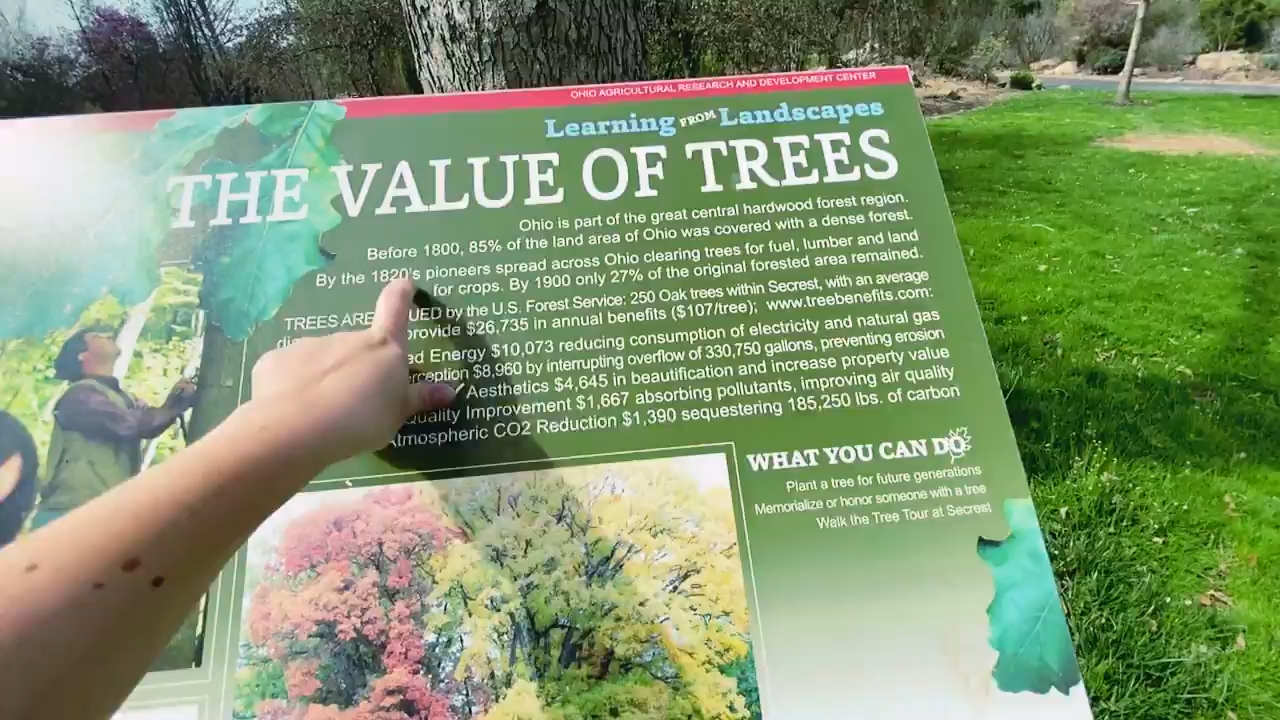 OHIO AGRICULTURAL RESEARCH AND DEVELOPMENT CENTER
Learning FROM Landscapes
THE VALUE OF TREES
Ohio is part of the great central hardwood forest region.
Before 1800, 85% of the land area of Ohio was covered with a dense forest.
By the 1820's pioneers spread across Ohio clearing trees for fuel, lumber and land
for crops. By 1900 only 27% of the original forested area remained.
TREES ARE UED by the U.S. Forest Service: 250 Oak trees within Secrest, with an average
provide $26,735 in annual benefits ($107/tree); www.treebenefits.com:
Energy $10,073 reducing consumption of electricity and natural gas
$8,960 by interrupting overflow of 330,750 gallons, preventing erosion
Aesthetics $4,645 in beautification and increase property value
Quality Improvement $1,667 absorbing pollutants, improving air quality
Atmospheric CO2 Reduction $1,390 sequestering 185,250 lbs. of carbon
WHAT YOU CAN DO
Plant a tree for future generations
Memorialize or honor someone with a tree
Walk the Tree Tour at Secrest